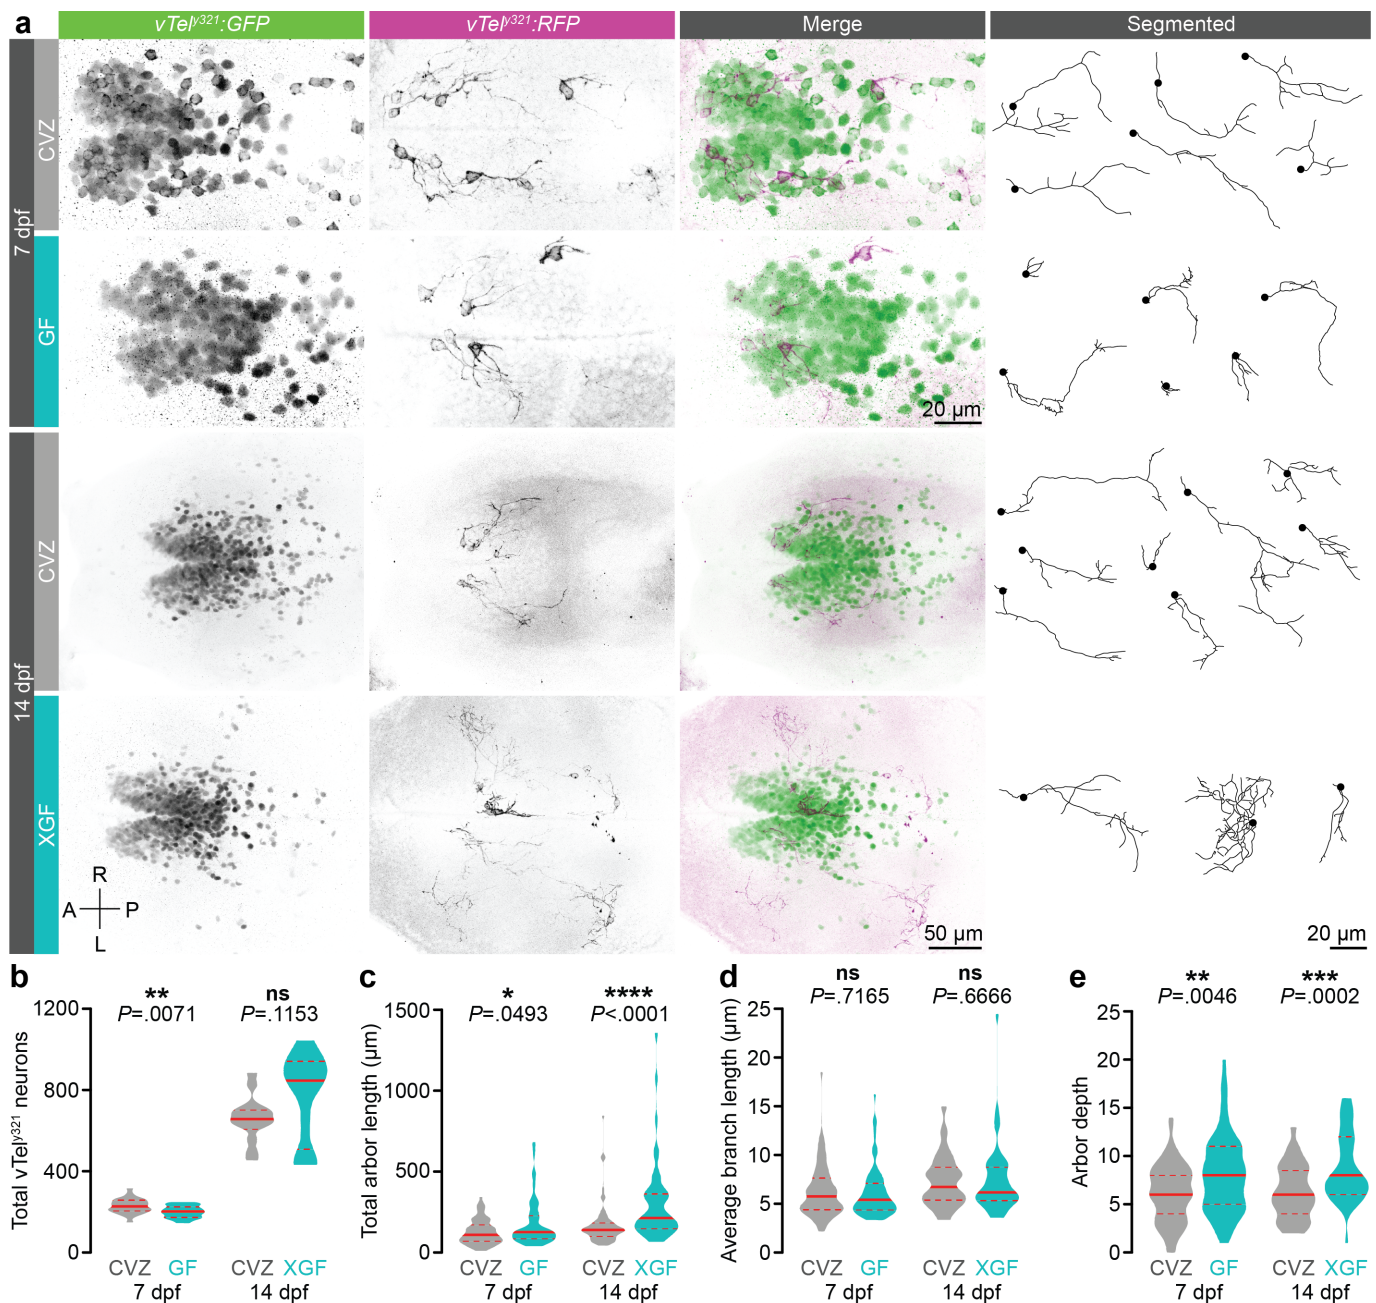 a
vTel^y321:GFP
vTel^y321:RFP
Merge
Segmented
7 dpf
CVZ
GF
20 µm
14 dpf
CVZ
XGF
R
A P
L
50 µm
20 µm
b
Total vTel^y321 neurons
1200
800
400
0
**
P=.0071
ns
P=.1153
CVZ GF CVZ XGF
7 dpf 14 dpf
c
Total arbor length (µm)
1500
1000
500
0
*
P=.0493
****
P<.0001
CVZ GF CVZ XGF
7 dpf 14 dpf
d
Average branch length (µm)
25
20
15
10
5
0
ns
P=.7165
ns
P=.6666
CVZ GF CVZ XGF
7 dpf 14 dpf
e
Arbor depth
25
20
15
10
5
0
**
P=.0046
***
P=.0002
CVZ GF CVZ XGF
7 dpf 14 dpf